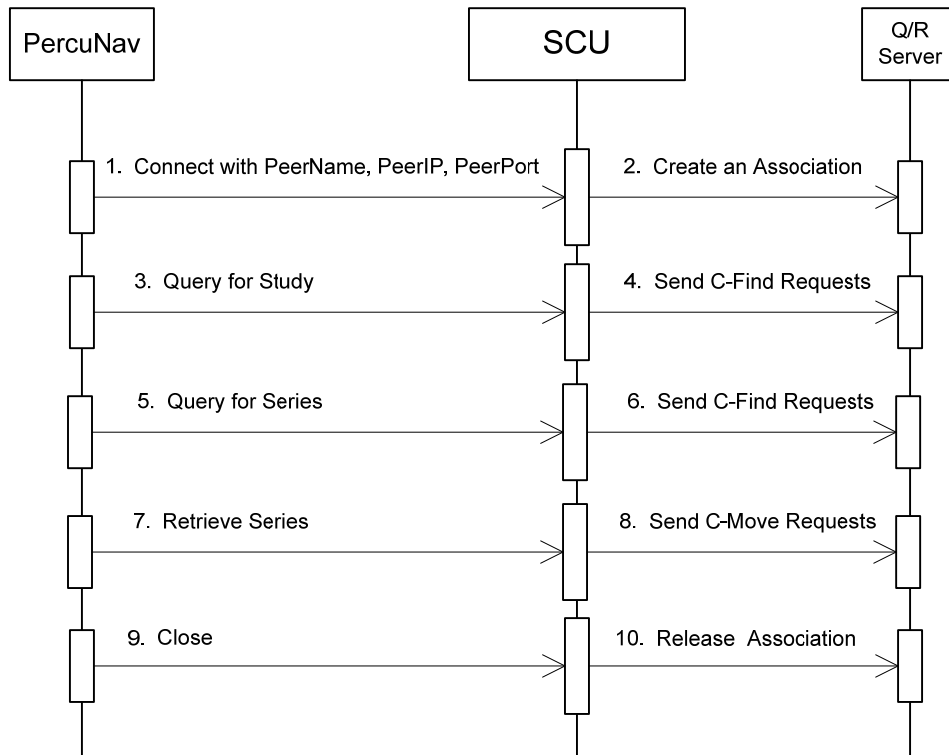 PercuNav
SCU
Q/R
Server
1. Connect with PeerName, PeerIP, PeerPort
2. Create an Association
3. Query for Study
4. Send C-Find Requests
5. Query for Series
6. Send C-Find Requests
7. Retrieve Series
8. Send C-Move Requests
9. Close
10. Release Association